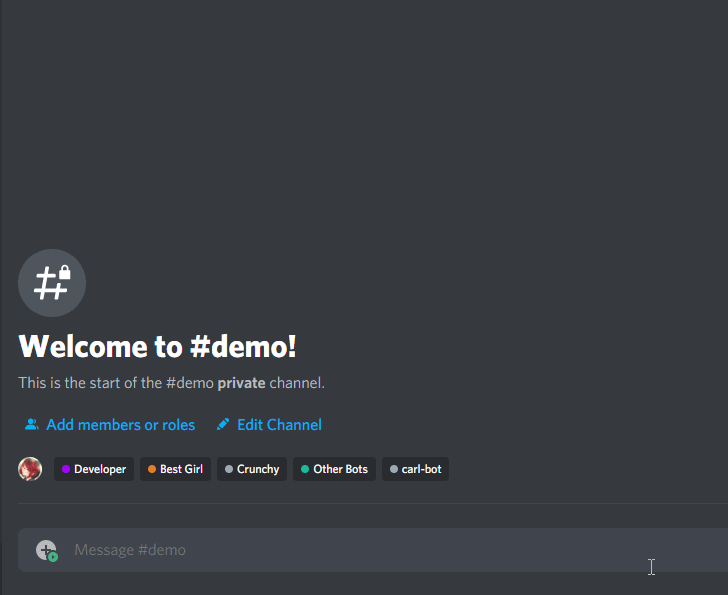 Welcome to #demo!
This is the start of the #demo private channel.
Add members or roles Edit Channel
Developer Best Girl Crunchy Other Bots carl-bot
Message #demo